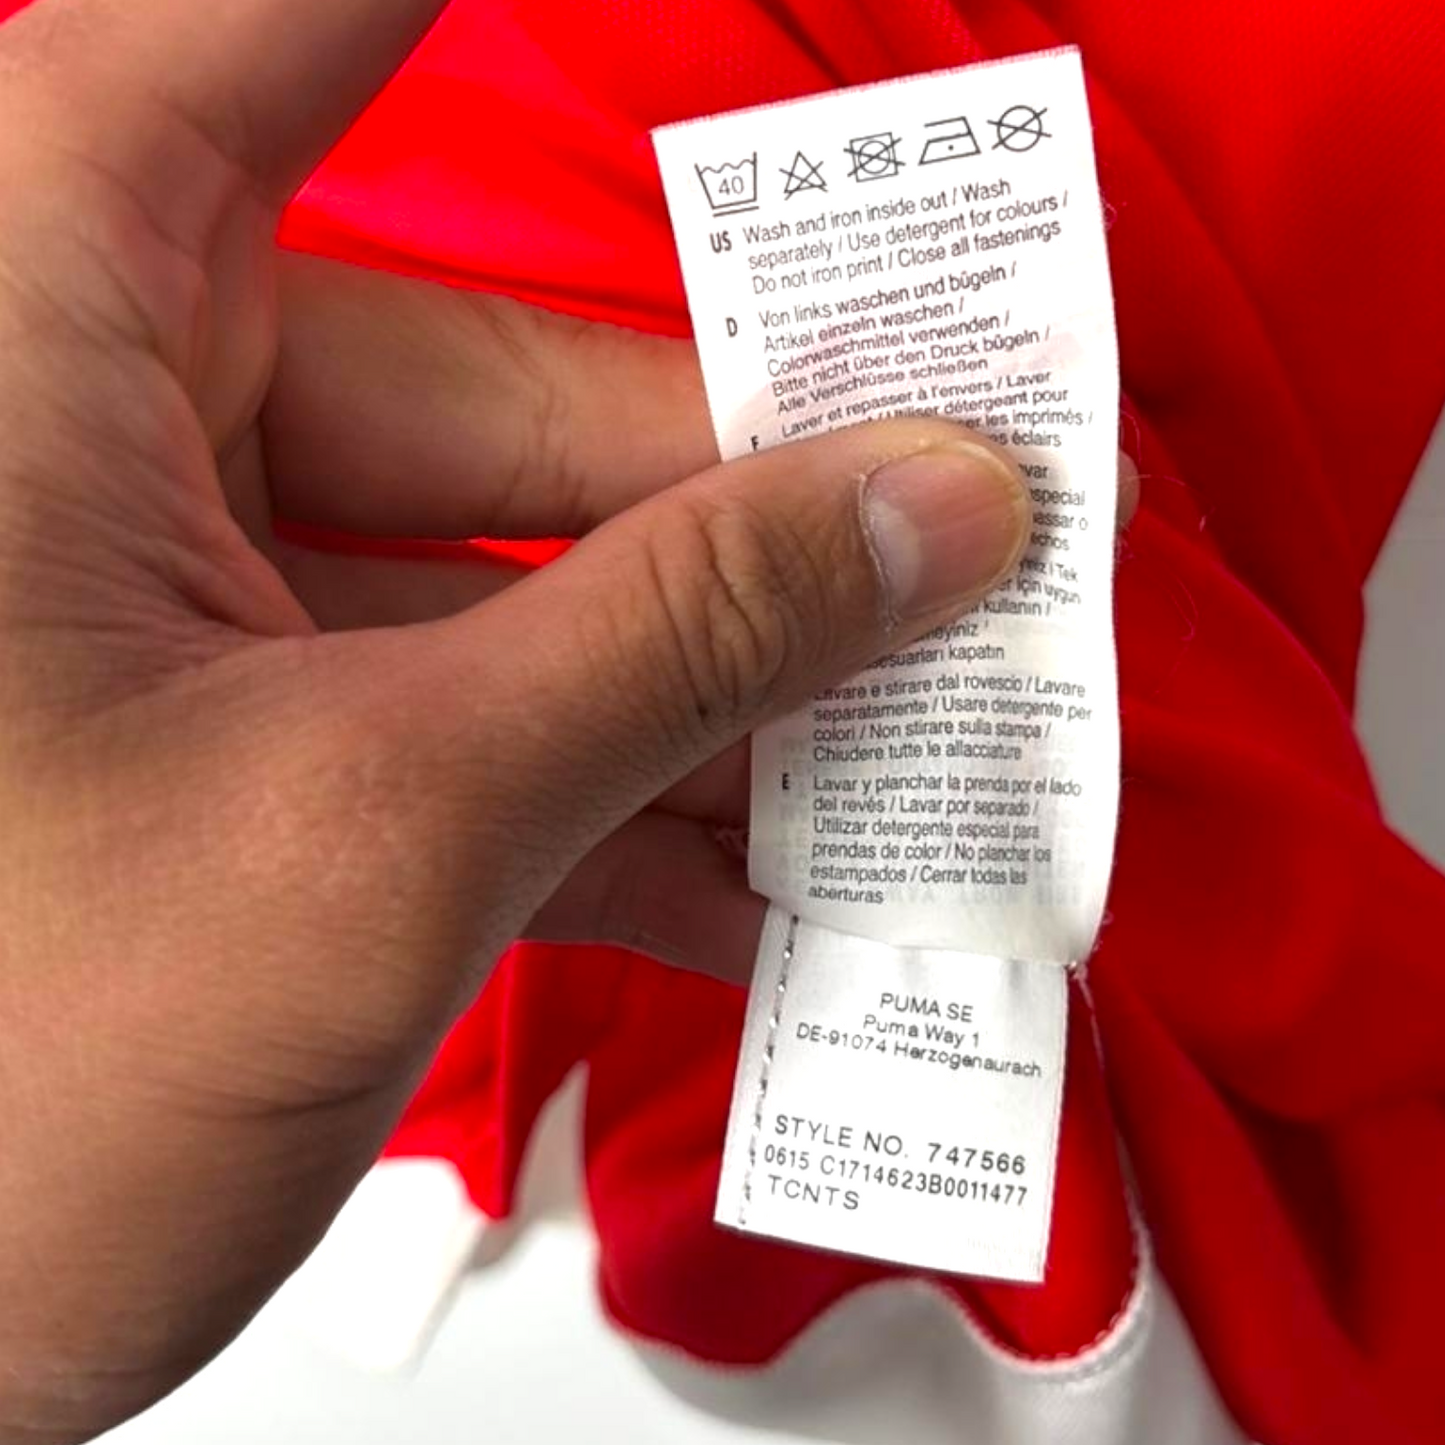 40
US Wash and iron inside out / Wash
separately / Use detergent for colours /
Do not iron print / Close all fastenings
D Von links waschen und bügeln /
Artikel einzeln waschen /
Colorwaschmittel verwenden /
Bitte nicht über den Druck bügeln /
Alle Verschlüsse schließen
F Laver et repasser à l'envers / Laver
détergeant pour
les imprimés /
éclairs
special
kullanın /
kapatın
e stirare dal rovescio / Lavare
separatamente / Usare detergente per
colori / Non stirare sulla stampa /
Chiudere tutte le allacciature
E Lavar y planchar la prenda por el lado
del revés / Lavar por separado /
Utilizar detergente especial para
prendas de color / No planchar los
estampados / Cerrar todas las
aberturas
PUMA SE
Puma Way 1
DE-91074 Herzogenaurach
STYLE NO. 747566
0615 C1714623B0011477
TCNTS